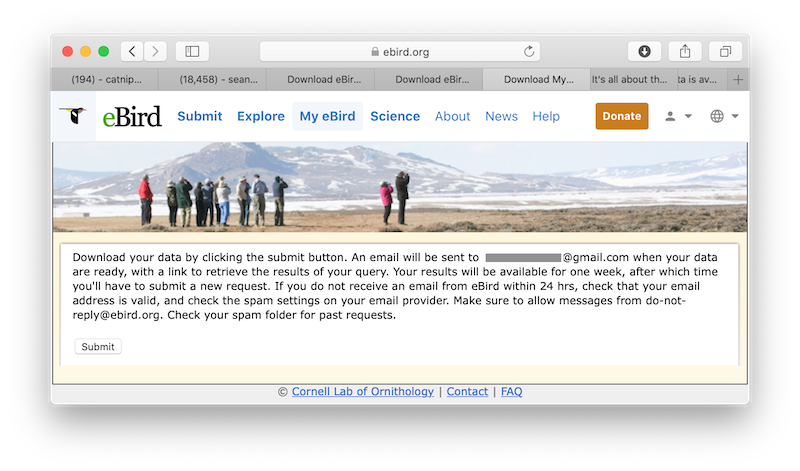 ebird.org
(194) - catnip...
(18,458) - sean...
Download eBir...
Download eBir...
Download My...
It's all about th...
ta is av...
eBird Submit Explore My eBird Science About News Help Donate
Download your data by clicking the submit button. An email will be sent to @gmail.com when your data
are ready, with a link to retrieve the results of your query. Your results will be available for one week, after which time
you'll have to submit a new request. If you do not receive an email from eBird within 24 hrs, check that your email
address is valid, and check the spam settings on your email provider. Make sure to allow messages from do-not-
reply@ebird.org. Check your spam folder for past requests.
Submit
© Cornell Lab of Ornithology | Contact | FAQ